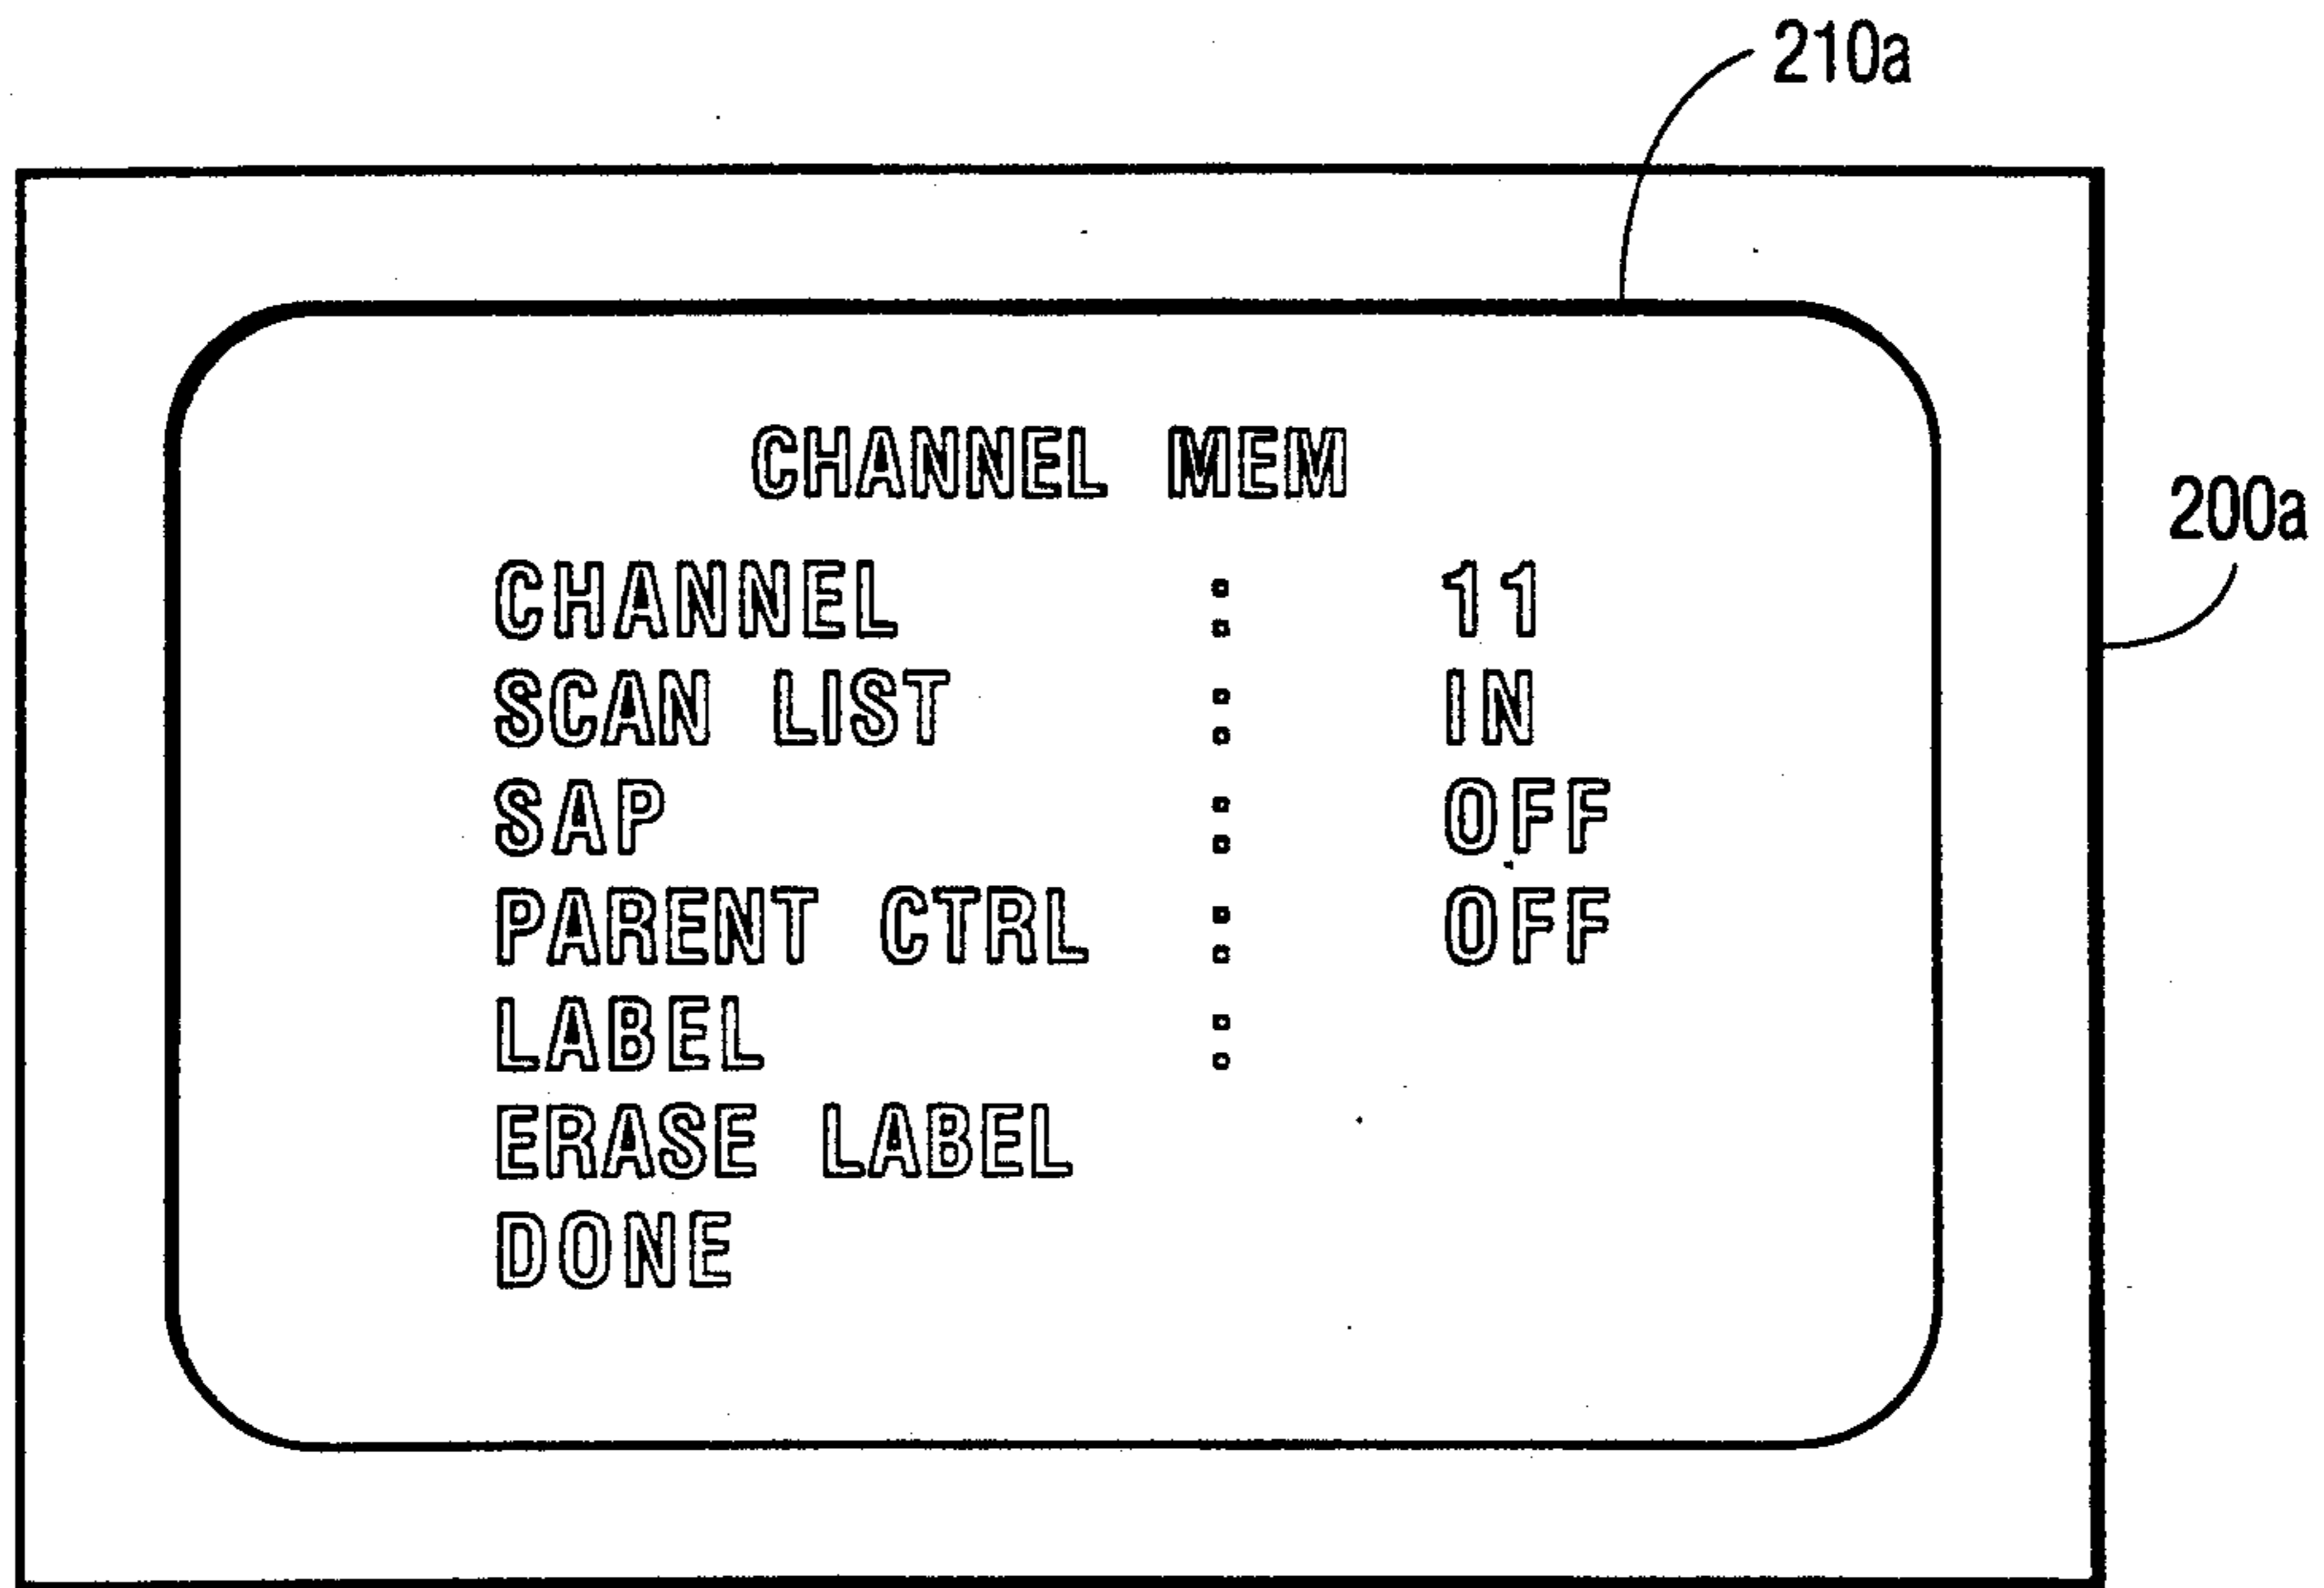 210a
200a
CHANNEL MEM
CHANNEL : 11
SCAN LIST : IN
SAP : OFF
PARENT CTRL : OFF
LABEL :
ERASE LABEL
DONE